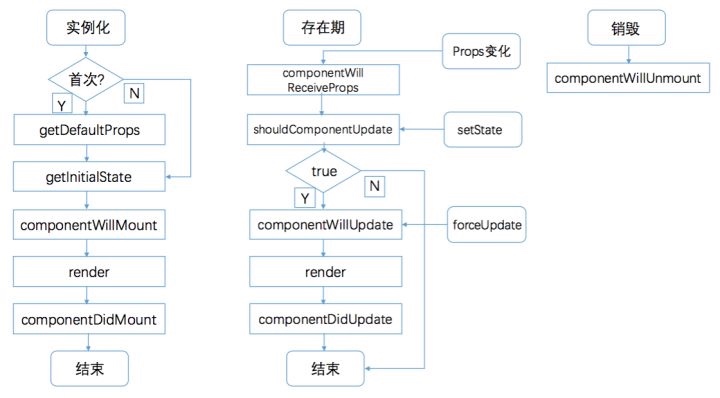 实例化
首次?
Y
N
getDefaultProps
getInitialState
componentWillMount
render
componentDidMount
结束
存在期
Props变化
componentWill
ReceiveProps
shouldComponentUpdate
setState
true
Y
N
componentWillUpdate
forceUpdate
render
componentDidUpdate
结束
销毁
componentWillUnmount